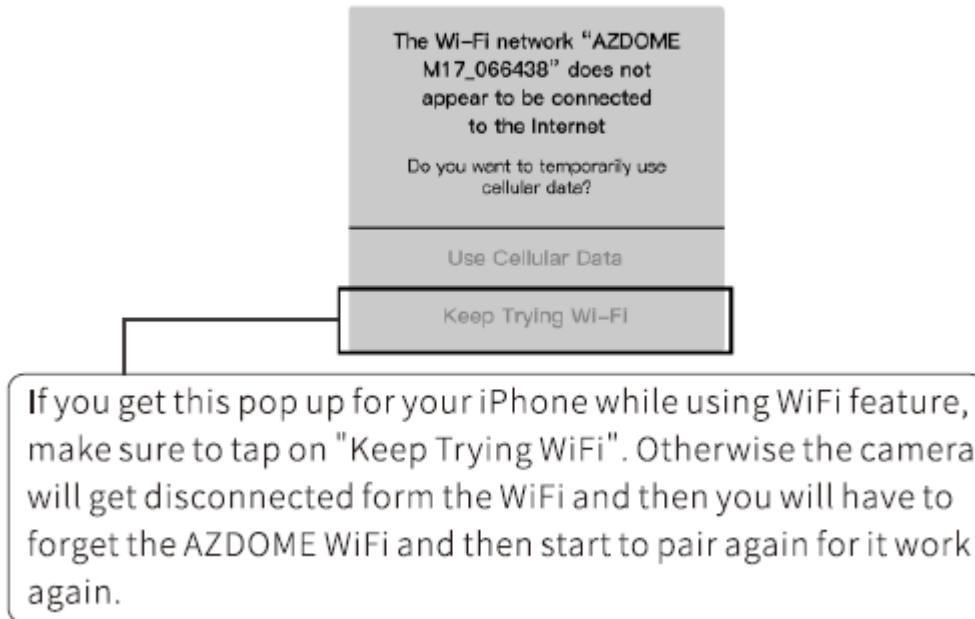 The Wi-Fi network “AZDOME
M17_066438” does not
appear to be connected
to the Internet
Do you want to temporarily use
cellular data?
Use Cellular Data
Keep Trying Wi-Fi
If you get this pop up for your iPhone while using WiFi feature,
make sure to tap on "Keep Trying WiFi". Otherwise the camera
will get disconnected form the WiFi and then you will have to
forget the AZDOME WiFi and then start to pair again for it work
again.